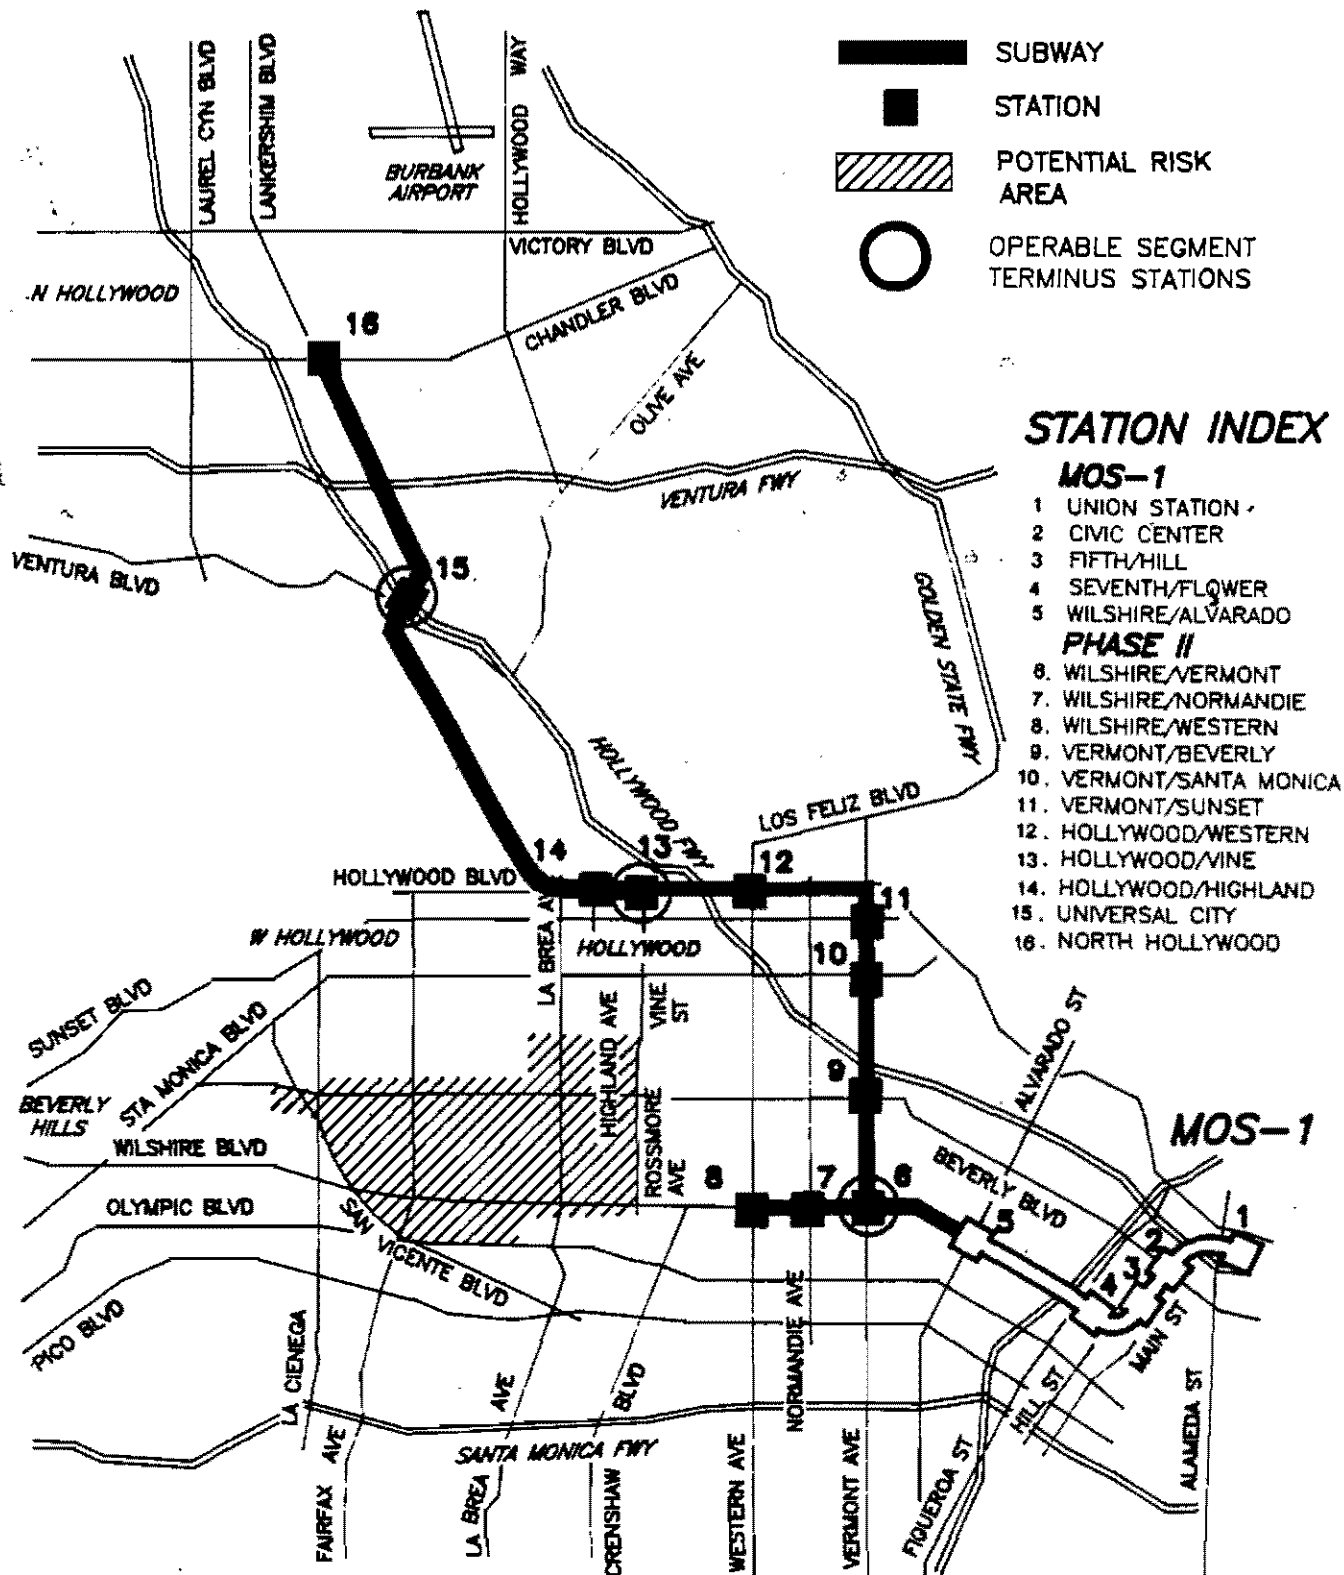 SUBWAY
STATION
POTENTIAL RISK
AREA
OPERABLE SEGMENT
TERMINUS STATIONS
LAUREL CYN BLVD
LANKERSHIM BLVD
HOLLYWOOD WAY
BURBANK
AIRPORT
VICTORY BLVD
N HOLLYWOOD
CHANDLER BLVD
16
OLIVE AVE
VENTURA FWY
VENTURA BLVD
15
GOLDEN STATE FWY
STATION INDEX
MOS-1
1 UNION STATION
2 CIVIC CENTER
3 FIFTH/HILL
4 SEVENTH/FLOWER
5 WILSHIRE/ALVARADO
PHASE II
6. WILSHIRE/VERMONT
7. WILSHIRE/NORMANDIE
8. WILSHIRE/WESTERN
9. VERMONT/BEVERLY
10. VERMONT/SANTA MONICA
11. VERMONT/SUNSET
12. HOLLYWOOD/WESTERN
13. HOLLYWOOD/VINE
14. HOLLYWOOD/HIGHLAND
15. UNIVERSAL CITY
16. NORTH HOLLYWOOD
HOLLYWOOD FWY
LOS FELIZ BLVD
14
13
12
11
HOLLYWOOD BLVD
W HOLLYWOOD
LA BREA AV
HOLLYWOOD
10
SUNSET BLVD
STA MONICA BLVD
HIGHLAND AVE
VINE
ST
ALVARADO ST
9
BEVERLY
HILLS
WILSHIRE BLVD
ROSSMORE
AVE
BEVERLY BLVD
MOS-1
8
7
6
5
OLYMPIC BLVD
SAN VICENTE BLVD
1
2
3
4
PICO BLVD
NORMANDIE AVE
MAIN ST
HILL ST
LA CIENEGA
FAIRFAX AVE
LA BREA AVE
CRENSHAW BLVD
SANTA MONICA FWY
WESTERN AVE
VERMONT AVE
FIQUEROA ST
ALAMEDA ST